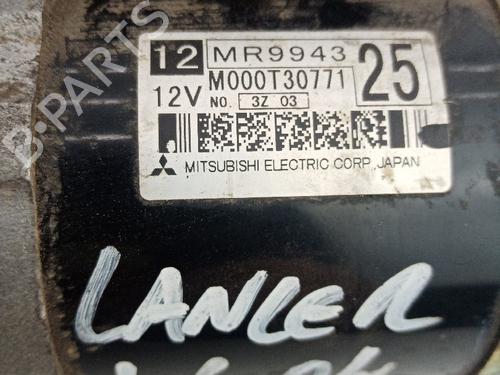 12 MR9943 25
12V M000T30771
NO. 3Z 03
MITSUBISHI ELECTRIC CORP.,JAPAN
LANCER
B-PARTS